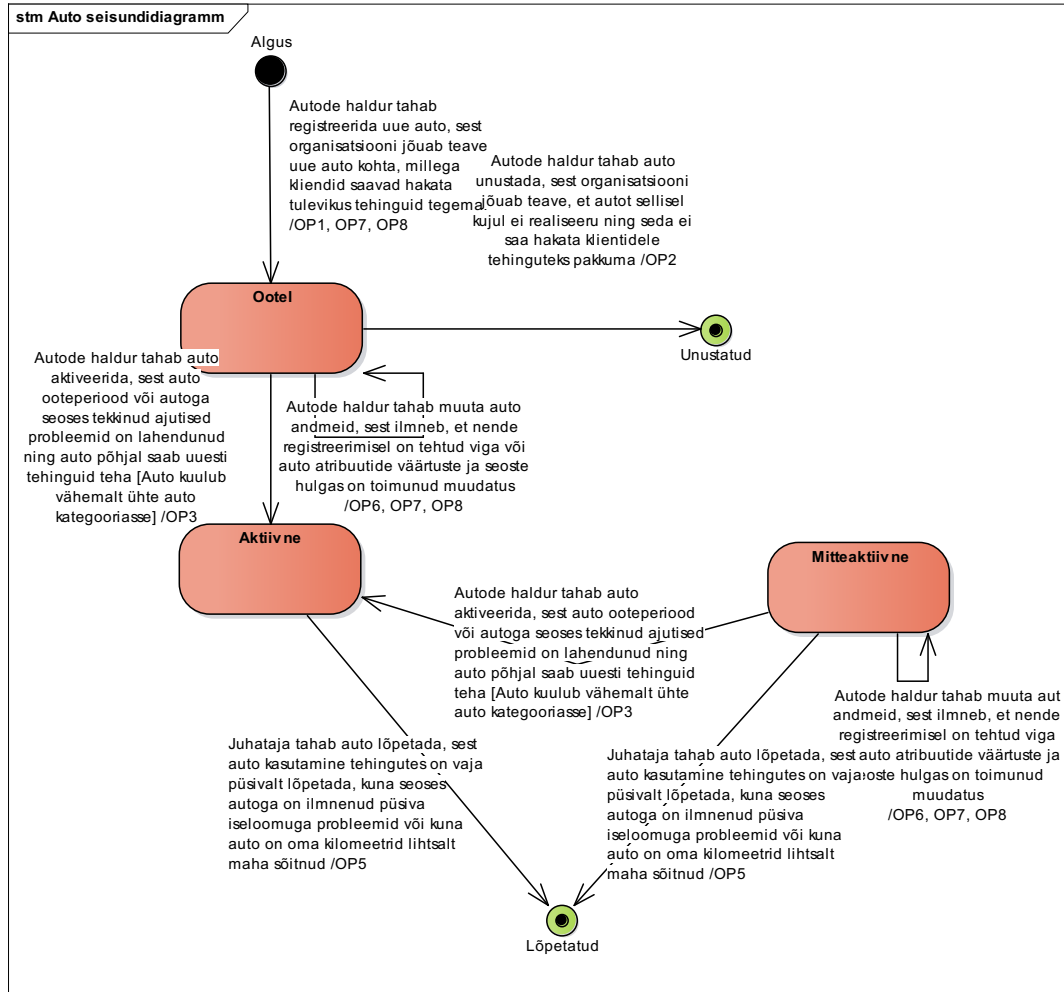 stm Auto seisundidiagramm
Algus
Autode haldur tahab
registreerida uue auto, sest
organisatsiooni jõuab teave
uue auto kohta, millega
kliendid saavad hakata
tulevikus tehinguid tegema
/OP1, OP7, OP8
Autode haldur tahab auto
unustada, sest organisatsiooni
jõuab teave, et autot sellisel
kujul ei realiseeru ning seda ei
saa hakata klientidele
tehinguteks pakkuma /OP2
Ootel
Unustatud
Autode haldur tahab auto
aktiveerida, sest auto
ooteperiood või autoga
seoses tekkinud ajutised
probleemid on lahendunud
ning auto põhjal saab uuesti
tehinguid teha [Auto kuulub
vähemalt ühte auto
kategooriasse] /OP3
Autode haldur tahab muuta auto
andmeid, sest ilmneb, et nende
registreerimisel on tehtud viga või
auto atribuutide väärtuste ja seoste
hulgas on toimunud muudatus
/OP6, OP7, OP8
Aktiivne
Mitteaktiivne
Autode haldur tahab auto
aktiveerida, sest auto ooteperiood
või autoga seoses tekkinud ajutised
probleemid on lahendunud ning
auto põhjal saab uuesti tehinguid
teha [Auto kuulub vähemalt ühte
auto kategooriasse] /OP3
Autode haldur tahab muuta aut
andmeid, sest ilmneb, et nende
registreerimisel on tehtud viga
auto atribuutide väärtuste ja
hulgas on toimunud
muudatus
/OP6, OP7, OP8
Juhataja tahab auto lõpetada, sest
auto kasutamine tehingutes on vaja
püsivalt lõpetada, kuna seoses
autoga on ilmnenud püsiva
iseloomuga probleemid või kuna
auto on oma kilomeetrid lihtsalt
maha sõitnud /OP5
Juhataja tahab auto lõpetada, sest
auto kasutamine tehingutes on vaja
püsivalt lõpetada, kuna seoses
autoga on ilmnenud püsiva
iseloomuga probleemid või kuna
auto on oma kilomeetrid lihtsalt
maha sõitnud /OP5
Lõpetatud